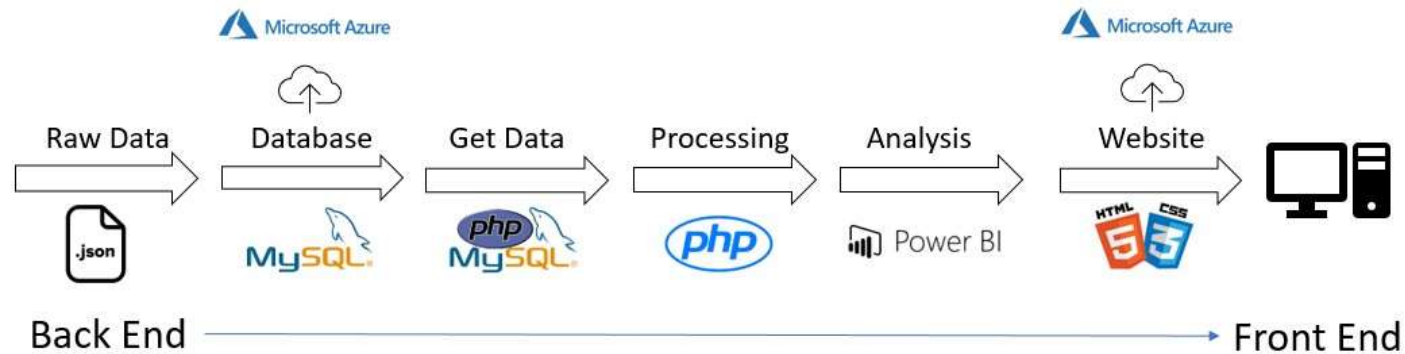 Microsoft Azure
Microsoft Azure
Raw Data
Database
Get Data
Processing
Analysis
Website
.json
MySQL®
php
MySQL®
php
Power BI
HTML
5
CSS
3
Back End
Front End